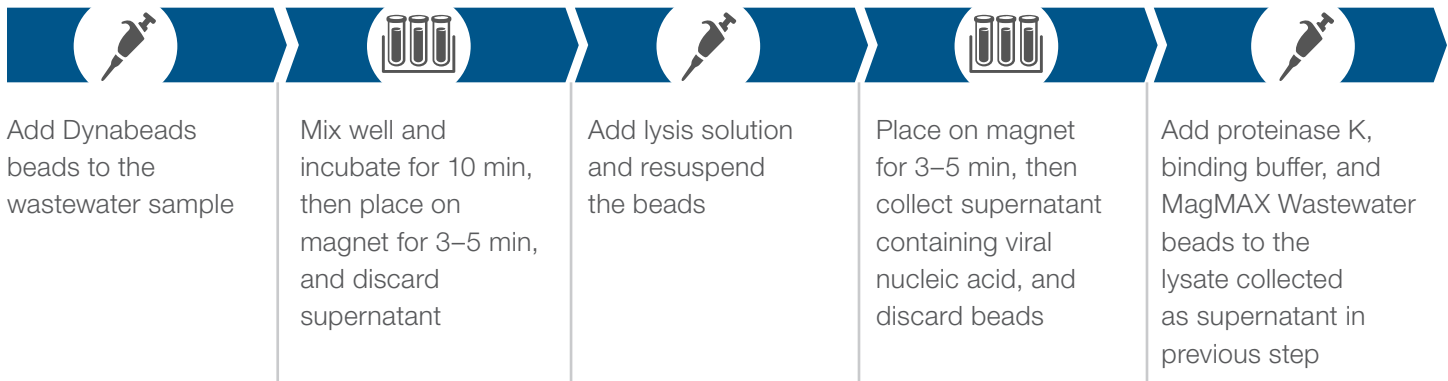 Add Dynabeads
beads to the
wastewater sample
Mix well and
incubate for 10 min,
then place on
magnet for 3–5 min,
and discard
supernatant
Add lysis solution
and resuspend
the beads
Place on magnet
for 3–5 min, then
collect supernatant
containing viral
nucleic acid, and
discard beads
Add proteinase K,
binding buffer, and
MagMAX Wastewater
beads to the
lysate collected
as supernatant in
previous step